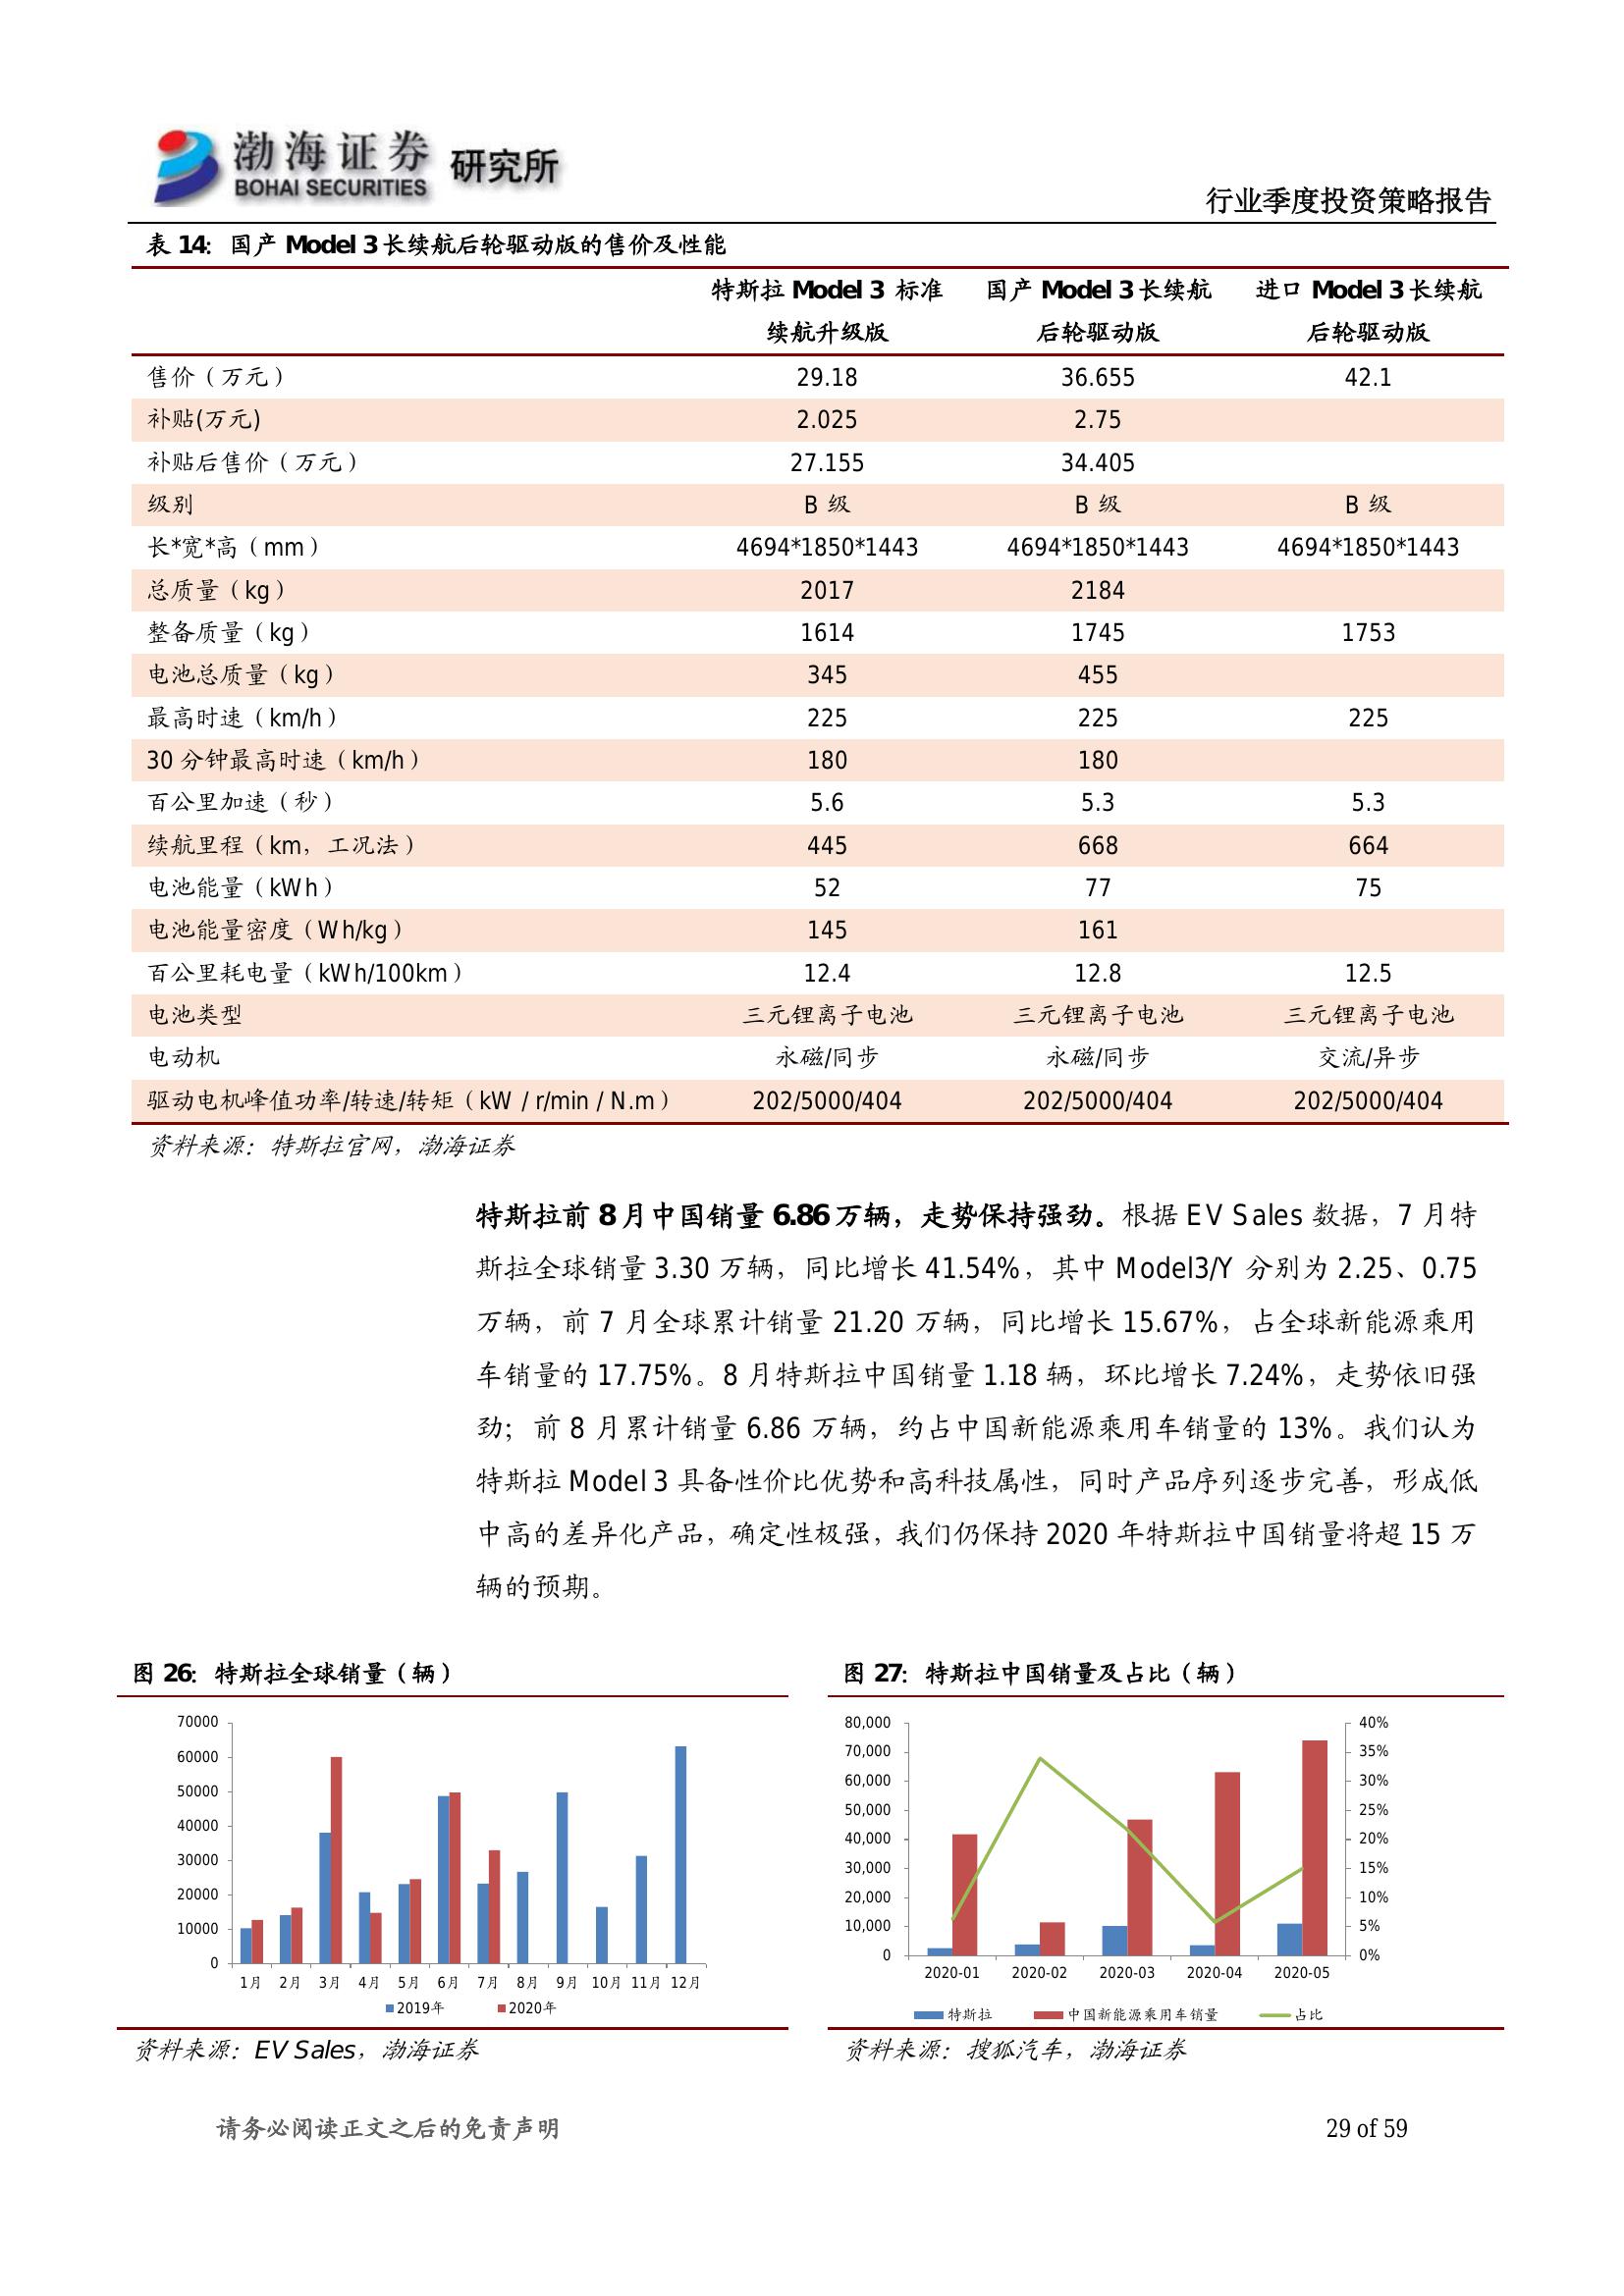 渤海证券 研究所
BOHAI SECURITIES
行业季度投资策略报告
表 14：国产 Model 3 长续航后轮驱动版的售价及性能
特斯拉 Model 3 标准 国产 Model 3 长续航 进口 Model 3 长续航
续航升级版 后轮驱动版 后轮驱动版
售价（万元） 29.18 36.655 42.1
补贴(万元) 2.025 2.75
补贴后售价（万元） 27.155 34.405
级别 B 级 B 级 B 级
长*宽*高（mm） 4694*1850*1443 4694*1850*1443 4694*1850*1443
总质量（kg） 2017 2184
整备质量（kg） 1614 1745 1753
电池总质量（kg） 345 455
最高时速（km/h） 225 225 225
30 分钟最高时速（km/h） 180 180
百公里加速（秒） 5.6 5.3 5.3
续航里程（km，工况法） 445 668 664
电池能量（kWh） 52 77 75
电池能量密度（Wh/kg） 145 161
百公里耗电量（kWh/100km） 12.4 12.8 12.5
电池类型 三元锂离子电池 三元锂离子电池 三元锂离子电池
电动机 永磁/同步 永磁/同步 交流/异步
驱动电机峰值功率/转速/转矩（kW / r/min / N.m） 202/5000/404 202/5000/404 202/5000/404
资料来源：特斯拉官网，渤海证券
特斯拉前 8 月中国销量 6.86 万辆，走势保持强劲。根据 EV Sales 数据，7 月特
斯拉全球销量 3.30 万辆，同比增长 41.54%，其中 Model3/Y 分别为 2.25、0.75
万辆，前 7 月全球累计销量 21.20 万辆，同比增长 15.67%，占全球新能源乘用
车销量的 17.75%。8 月特斯拉中国销量 1.18 辆，环比增长 7.24%，走势依旧强
劲；前 8 月累计销量 6.86 万辆，约占中国新能源乘用车销量的 13%。我们认为
特斯拉 Model 3 具备性价比优势和高科技属性，同时产品序列逐步完善，形成低
中高的差异化产品，确定性极强，我们仍保持 2020 年特斯拉中国销量将超 15 万
辆的预期。
图 26：特斯拉全球销量（辆）
70000
60000
50000
40000
30000
20000
10000
0
1月 2月 3月 4月 5月 6月 7月 8月 9月 10月 11月 12月
2019年 2020年
资料来源：EV Sales，渤海证券
图 27：特斯拉中国销量及占比（辆）
80,000 40%
70,000 35%
60,000 30%
50,000 25%
40,000 20%
30,000 15%
20,000 10%
10,000 5%
0 0%
2020-01 2020-02 2020-03 2020-04 2020-05
特斯拉 中国新能源乘用车销量 占比
资料来源：搜狐汽车，渤海证券
请务必阅读正文之后的免责声明 29 of 59